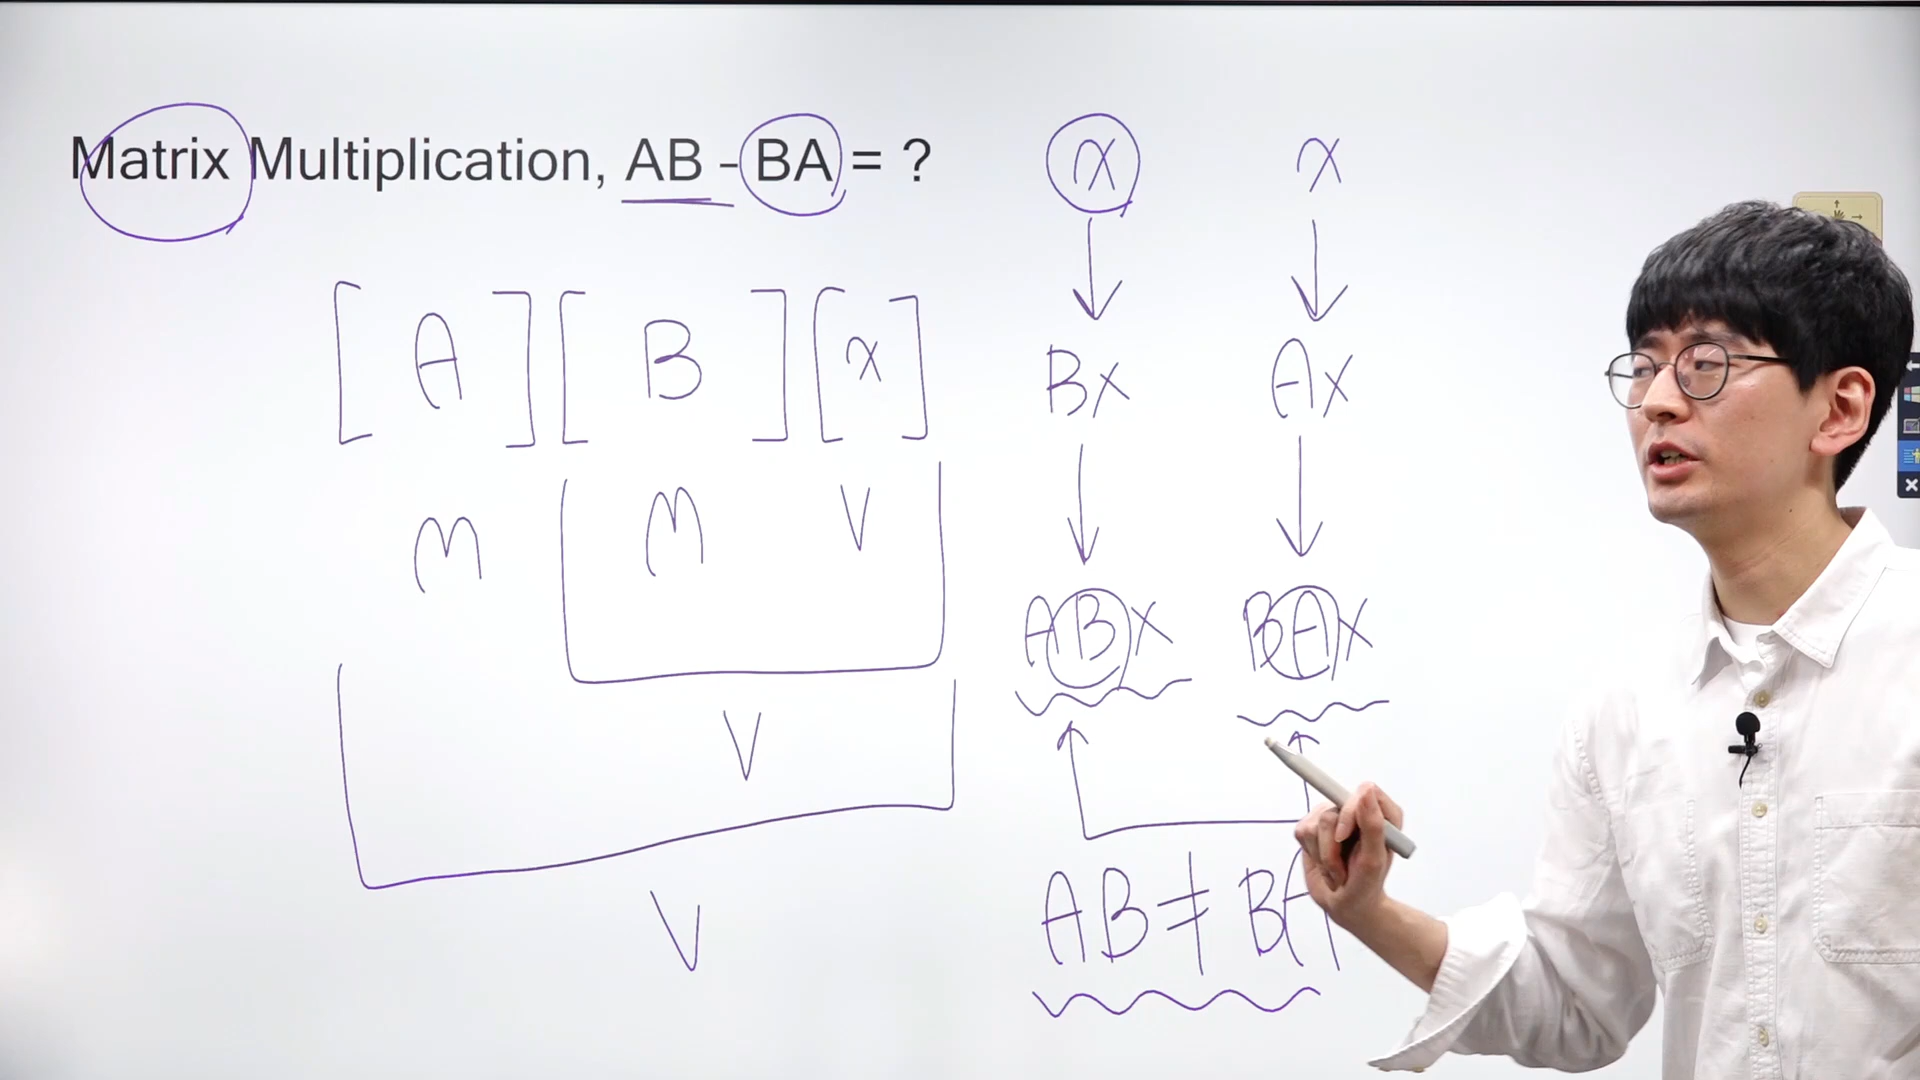 Matrix Multiplication, AB - BA = ?
[ A ] [ B ] [ x ]
M M V
V
V
x x
Bx Ax
ABx BAx
AB ≠ BA